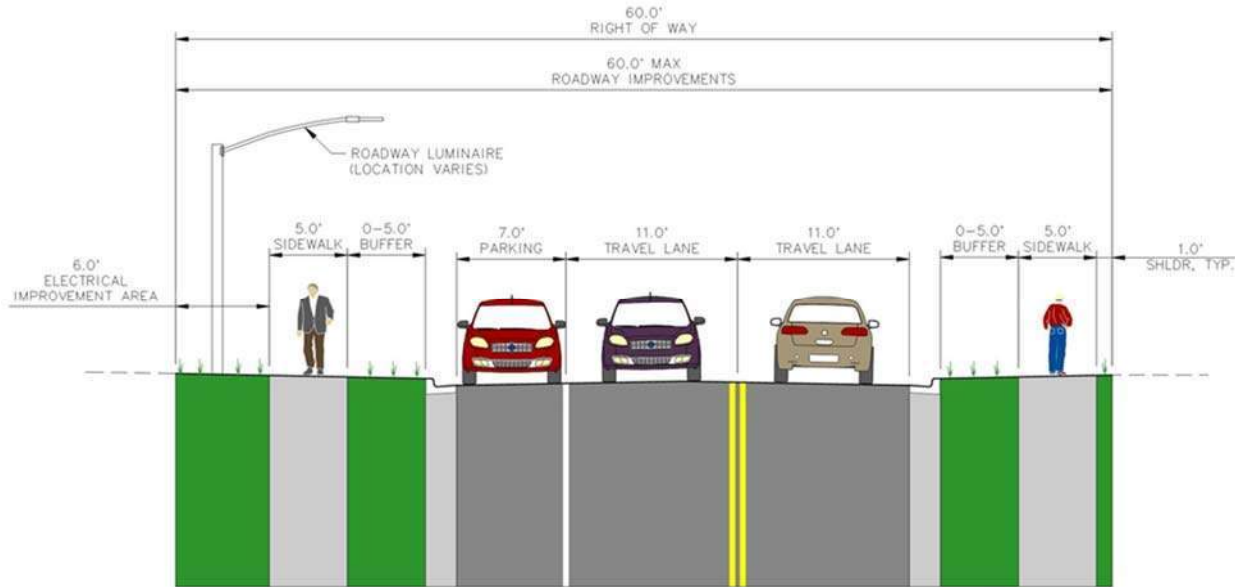 60.0'
RIGHT OF WAY
60.0' MAX
ROADWAY IMPROVEMENTS
ROADWAY LUMINAIRE
(LOCATION VARIES)
5.0'
SIDEWALK
0-5.0'
BUFFER
7.0'
PARKING
11.0'
TRAVEL LANE
11.0'
TRAVEL LANE
0-5.0'
BUFFER
5.0'
SIDEWALK
1.0'
SHLDR, TYP.
6.0'
ELECTRICAL
IMPROVEMENT AREA